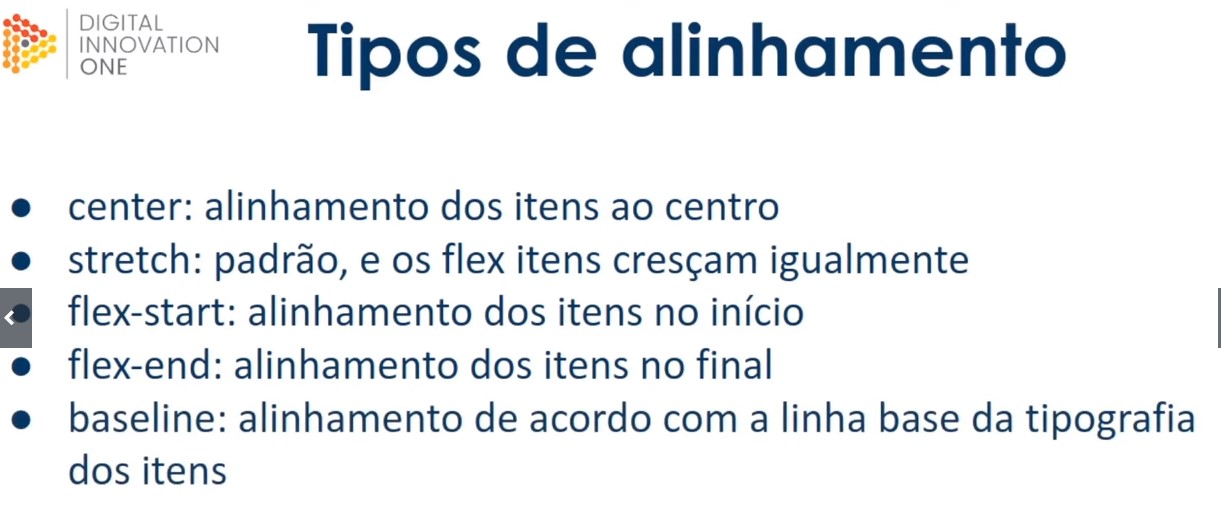 DIGITAL
INNOVATION
ONE
Tipos de alinhamento
● center: alinhamento dos itens ao centro
● stretch: padrão, e os flex itens cresçam igualmente
● flex-start: alinhamento dos itens no início
● flex-end: alinhamento dos itens no final
● baseline: alinhamento de acordo com a linha base da tipografia
dos itens